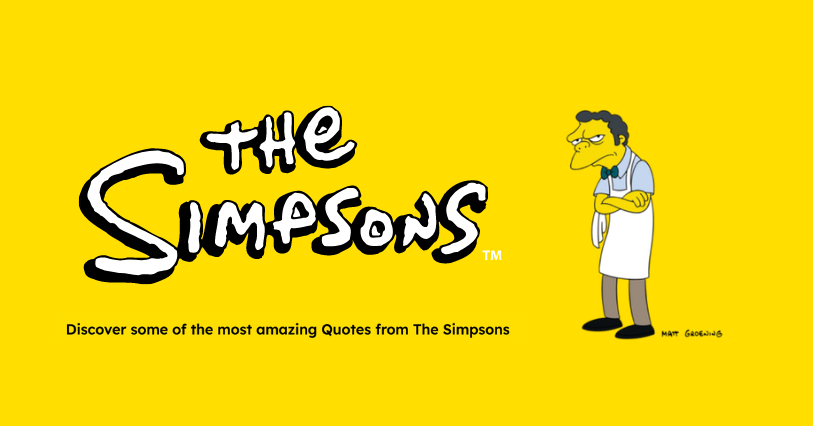 THE
SIMPSONS
TM
Discover some of the most amazing Quotes from The Simpsons
MATT GROENING